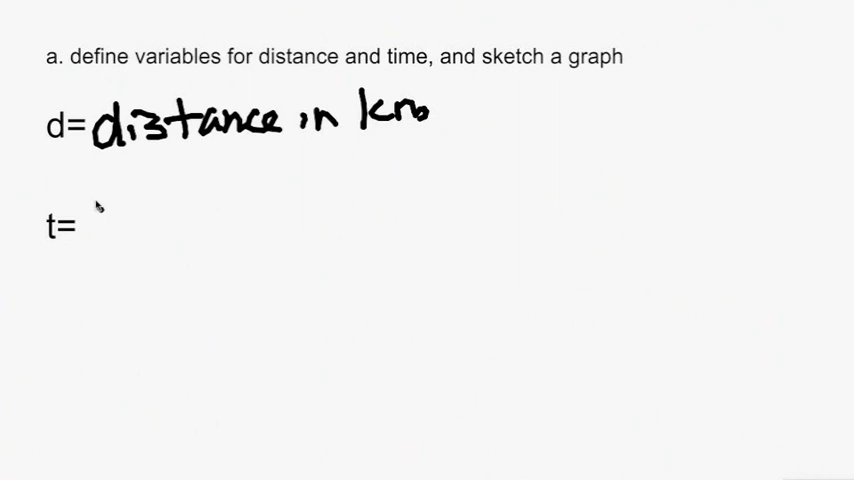 a. define variables for distance and time, and sketch a graph
d= distance in km
t=